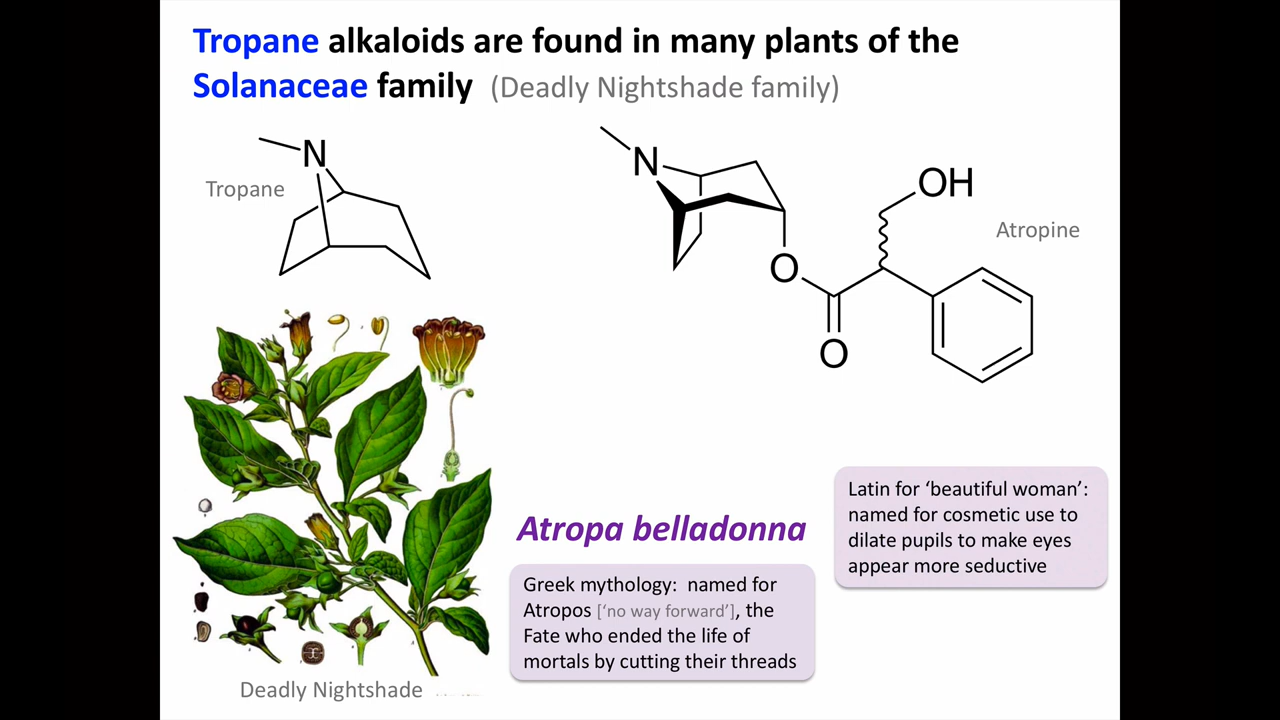 Tropane alkaloids are found in many plants of the
Solanaceae family (Deadly Nightshade family)
N
Tropane
N
OH
Atropine
O
O
Latin for ‘beautiful woman’:
named for cosmetic use to
dilate pupils to make eyes
appear more seductive
Atropa belladonna
Greek mythology: named for
Atropos [‘no way forward’], the
Fate who ended the life of
mortals by cutting their threads
Deadly Nightshade